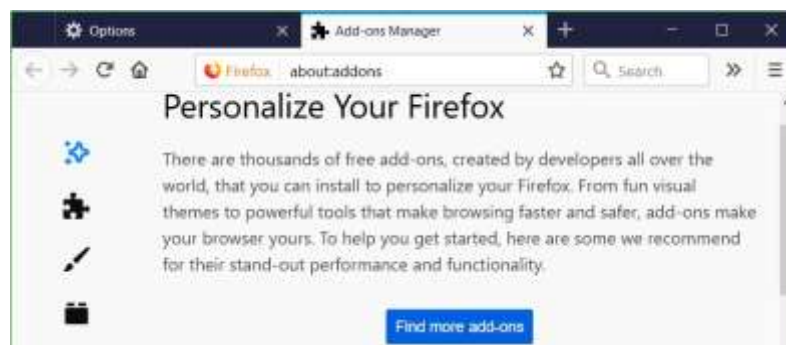 Options
Add-ons Manager
Firefox
about:addons
Search
Personalize Your Firefox
There are thousands of free add-ons, created by developers all over the
world, that you can install to personalize your Firefox. From fun visual
themes to powerful tools that make browsing faster and safer, add-ons make
your browser yours. To help you get started, here are some we recommend
for their stand-out performance and functionality.
Find more add-ons